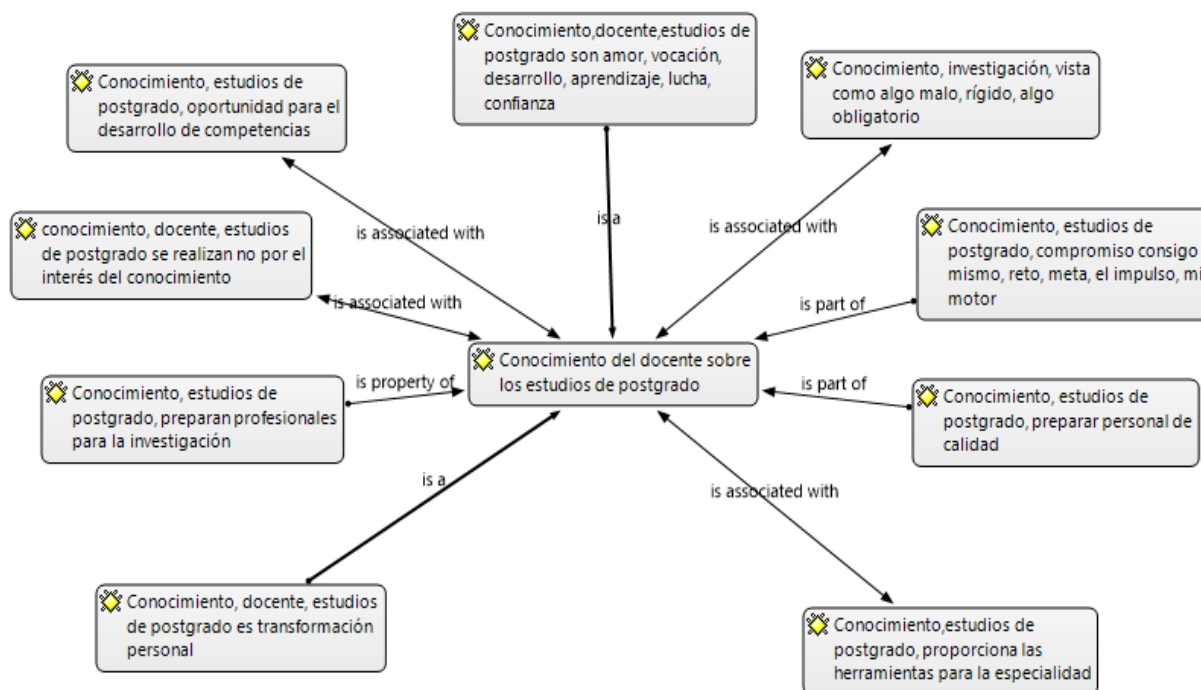 Conocimiento,docente,estudios de
postgrado son amor, vocación,
desarrollo, aprendizaje, lucha,
confianza
Conocimiento, estudios de
postgrado, oportunidad para el
desarrollo de competencias
Conocimiento, investigación, vista
como algo malo, rígido, algo
obligatorio
is associated with
is a
is associated with
conocimiento, docente, estudios
de postgrado se realizan no por el
interés del conocimiento
Conocimiento, estudios de
postgrado, compromiso consigo
mismo, reto, meta, el impulso, mi
motor
is associated with
is part of
Conocimiento del docente sobre
los estudios de postgrado
Conocimiento, estudios de
postgrado, preparan profesionales
para la investigación
is property of
is part of
Conocimiento, estudios de
postgrado, preparar personal de
calidad
is a
is associated with
Conocimiento, docente, estudios
de postgrado es transformación
personal
Conocimiento,estudios de
postgrado, proporciona las
herramientas para la especialidad